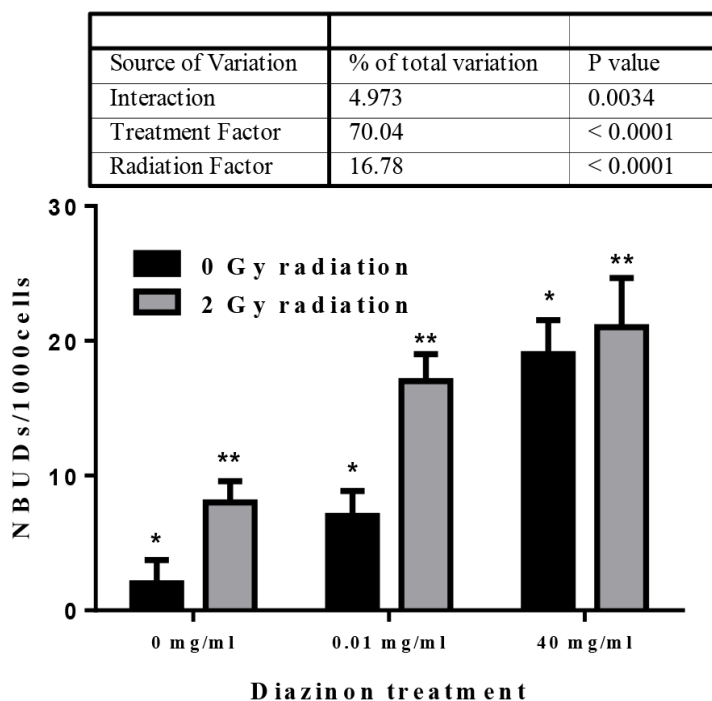 Source of Variation % of total variation P value
Interaction 4.973 0.0034
Treatment Factor 70.04 < 0.0001
Radiation Factor 16.78 < 0.0001
30
0 Gy radiation
2 Gy radiation
**
*
**
20
*
10
**
*
0
NBUDs/1000cells
0 mg/ml 0.01 mg/ml 40 mg/ml
Diazinon treatment